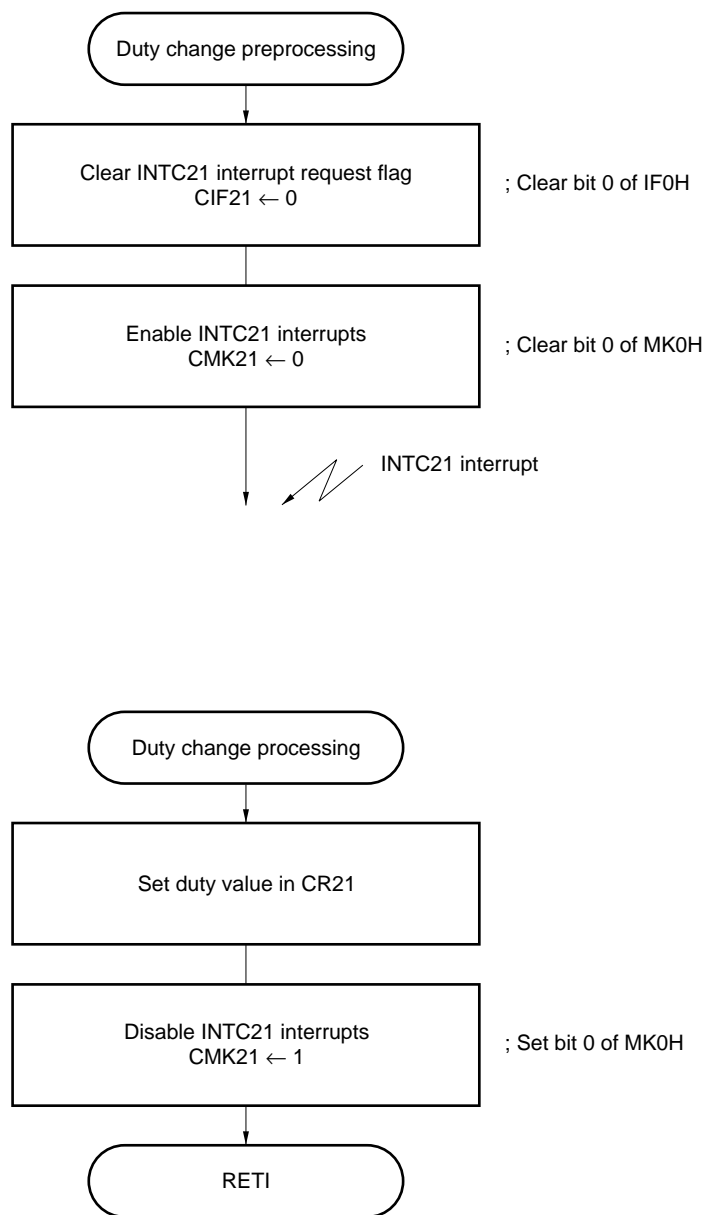 Duty change preprocessing
Clear INTC21 interrupt request flag
CIF21 ← 0
; Clear bit 0 of IF0H
Enable INTC21 interrupts
CMK21 ← 0
; Clear bit 0 of MK0H
INTC21 interrupt
Duty change processing
Set duty value in CR21
Disable INTC21 interrupts
CMK21 ← 1
; Set bit 0 of MK0H
RETI